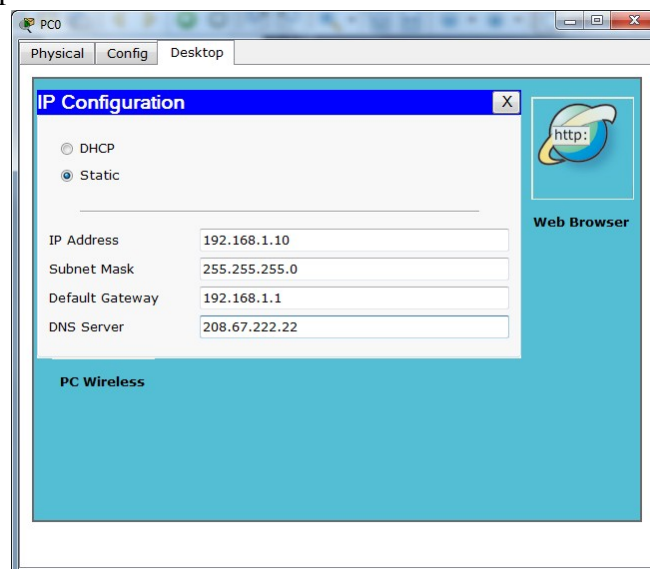 PC0
Physical Config Desktop
IP Configuration X
http:
DHCP
Static
Web Browser
IP Address 192.168.1.10
Subnet Mask 255.255.255.0
Default Gateway 192.168.1.1
DNS Server 208.67.222.22
PC Wireless